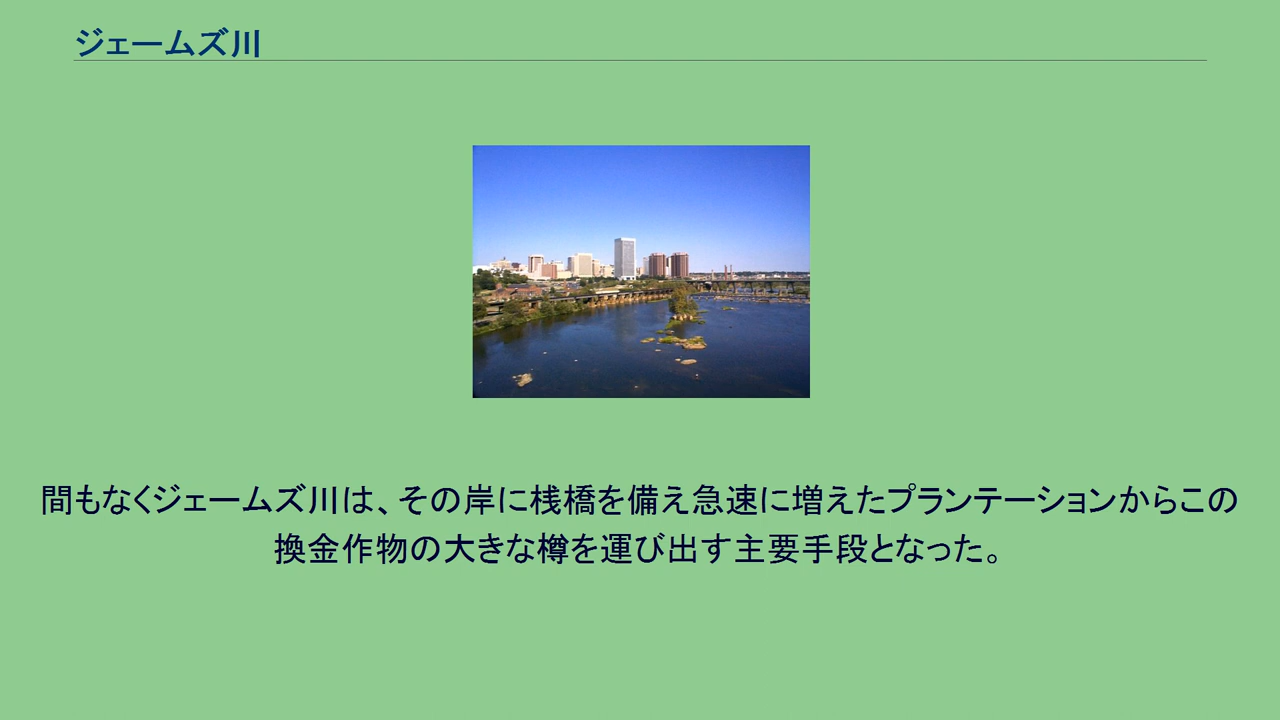 ジェームズ川
間もなくジェームズ川は、その岸に桟橋を備え急速に増えたプランテーションからこの
換金作物の大きな樽を運び出す主要手段となった。